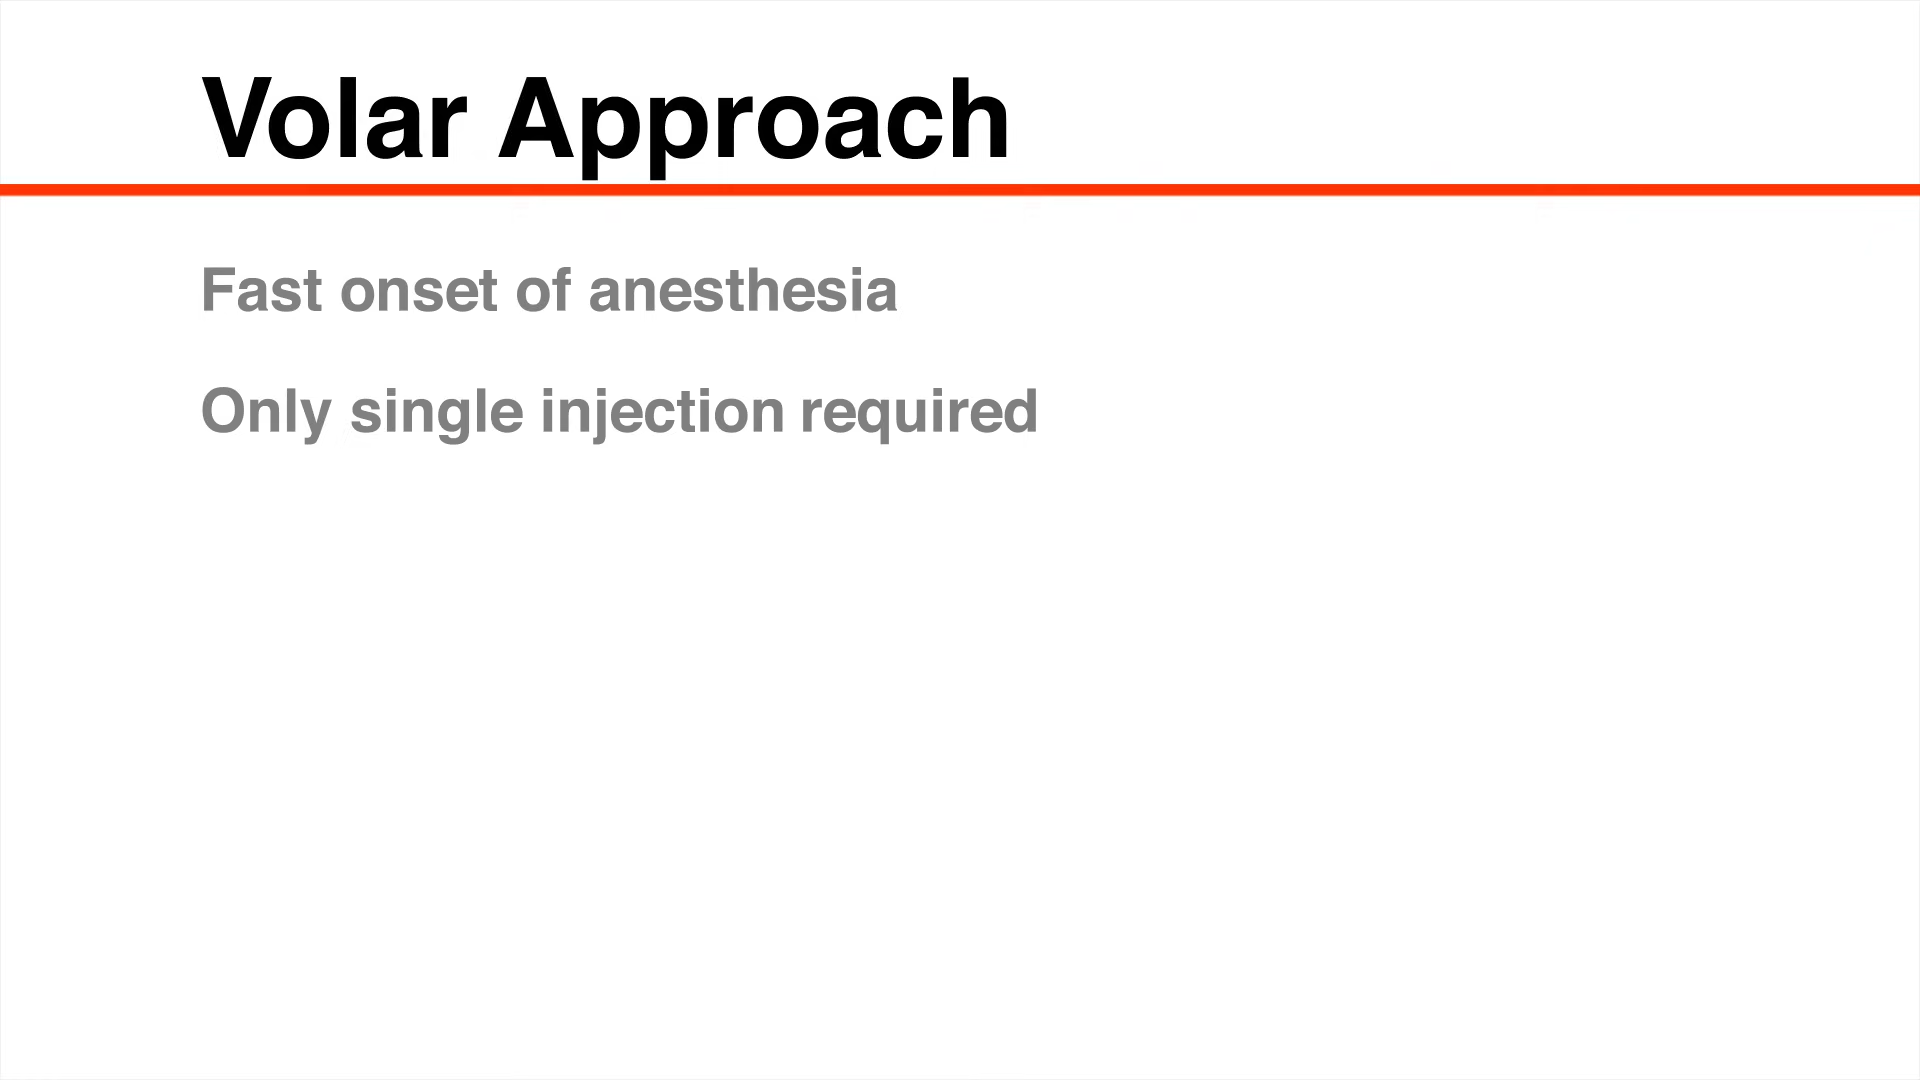 Volar Approach
Fast onset of anesthesia
Only single injection required